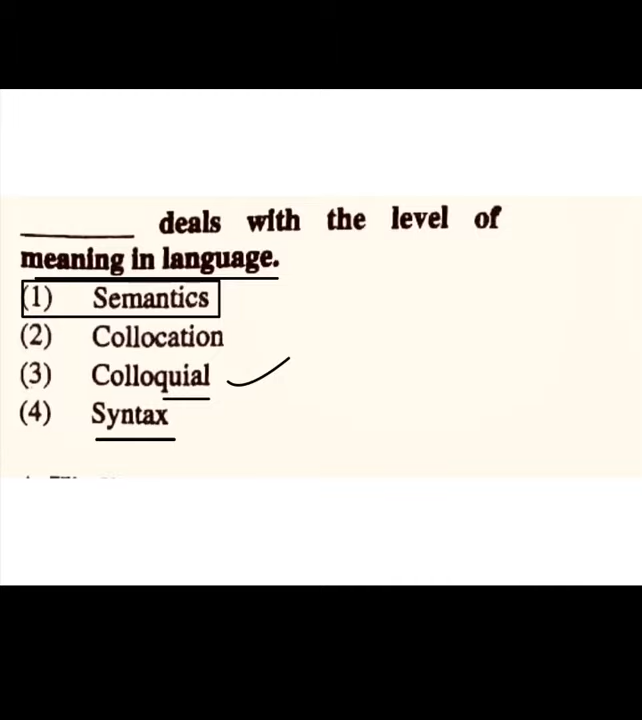 ________ deals with the level of
meaning in language.
(1) Semantics
(2) Collocation
(3) Colloquial
(4) Syntax